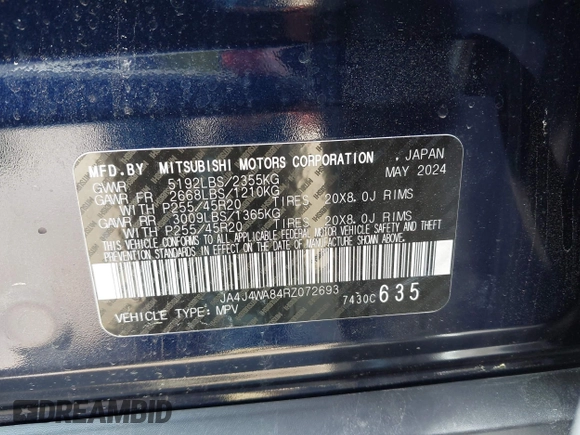 MFD.BY MITSUBISHI MOTORS CORPORATION , JAPAN
GVWR 5192LBS/2355KG MAY 2024
GAWR FR 2668LBS/1210KG
WITH P255/45R20 TIRES, 20X8.0J RIMS
GAWR RR 3009LBS/1365KG
WITH P255/45R20 TIRES, 20X8.0J RIMS
THIS VEHICLE CONFORMS TO ALL APPLICABLE FEDERAL MOTOR VEHICLE SAFETY AND THEFT
PREVENTION STANDARDS IN EFFECT ON THE DATE OF MANUFACTURE SHOWN ABOVE.
JA4J4WA84RZ072693
VEHICLE TYPE: MPV 7430C 635
DREAMBID